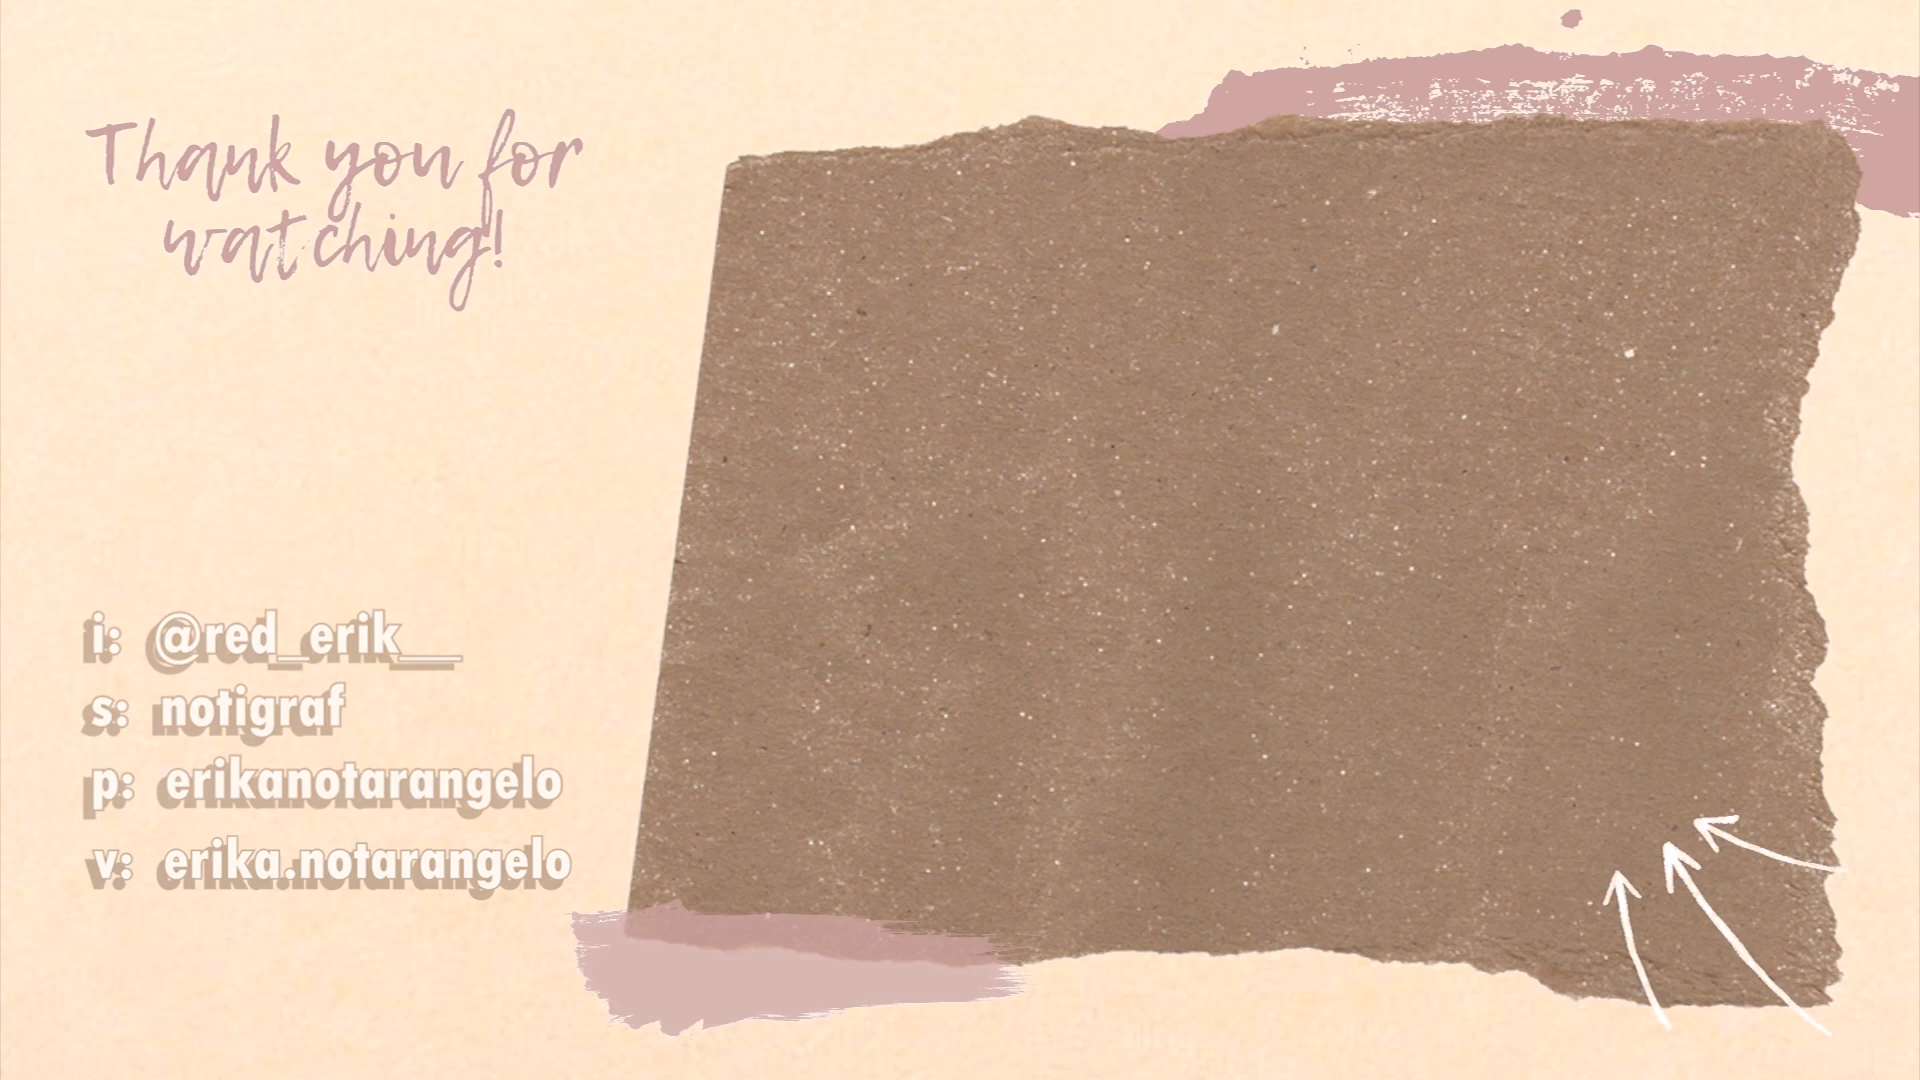 Thank you for
watching!
i: @red_erik__
s: notigraf
p: erikanotarangelo
v: erika.notarangelo